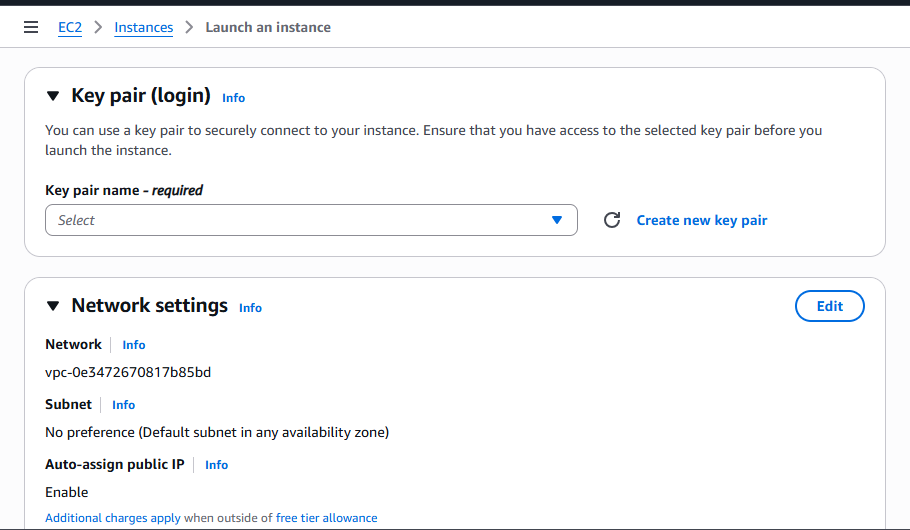 EC2 > Instances > Launch an instance
Key pair (login) Info
You can use a key pair to securely connect to your instance. Ensure that you have access to the selected key pair before you
launch the instance.
Key pair name - required
Select
Create new key pair
Network settings Info
Edit
Network Info
vpc-0e3472670817b85bd
Subnet Info
No preference (Default subnet in any availability zone)
Auto-assign public IP Info
Enable
Additional charges apply when outside of free tier allowance